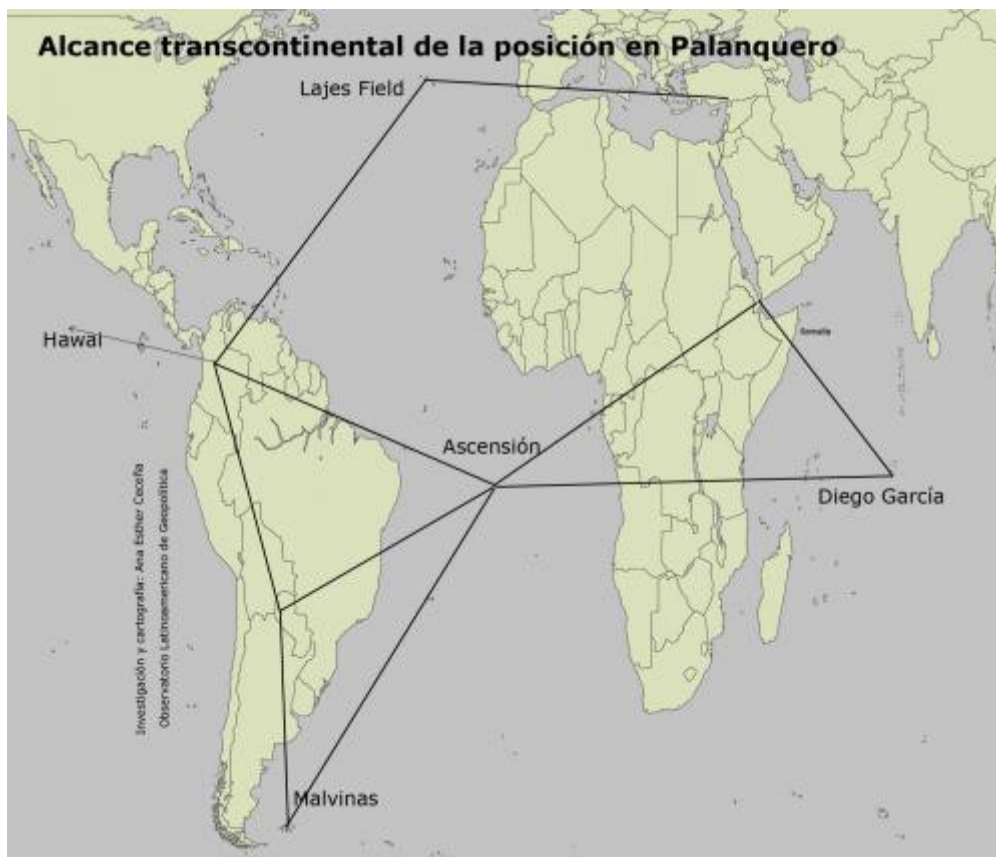 Alcance transcontinental de la posición en Palanquero
Lajes Field
Hawai
Somalia
Ascensión
Diego García
Investigación y cartografía: Ana Esther Ceceña
Observatorio Latinoamericano de Geopolítica
Malvinas